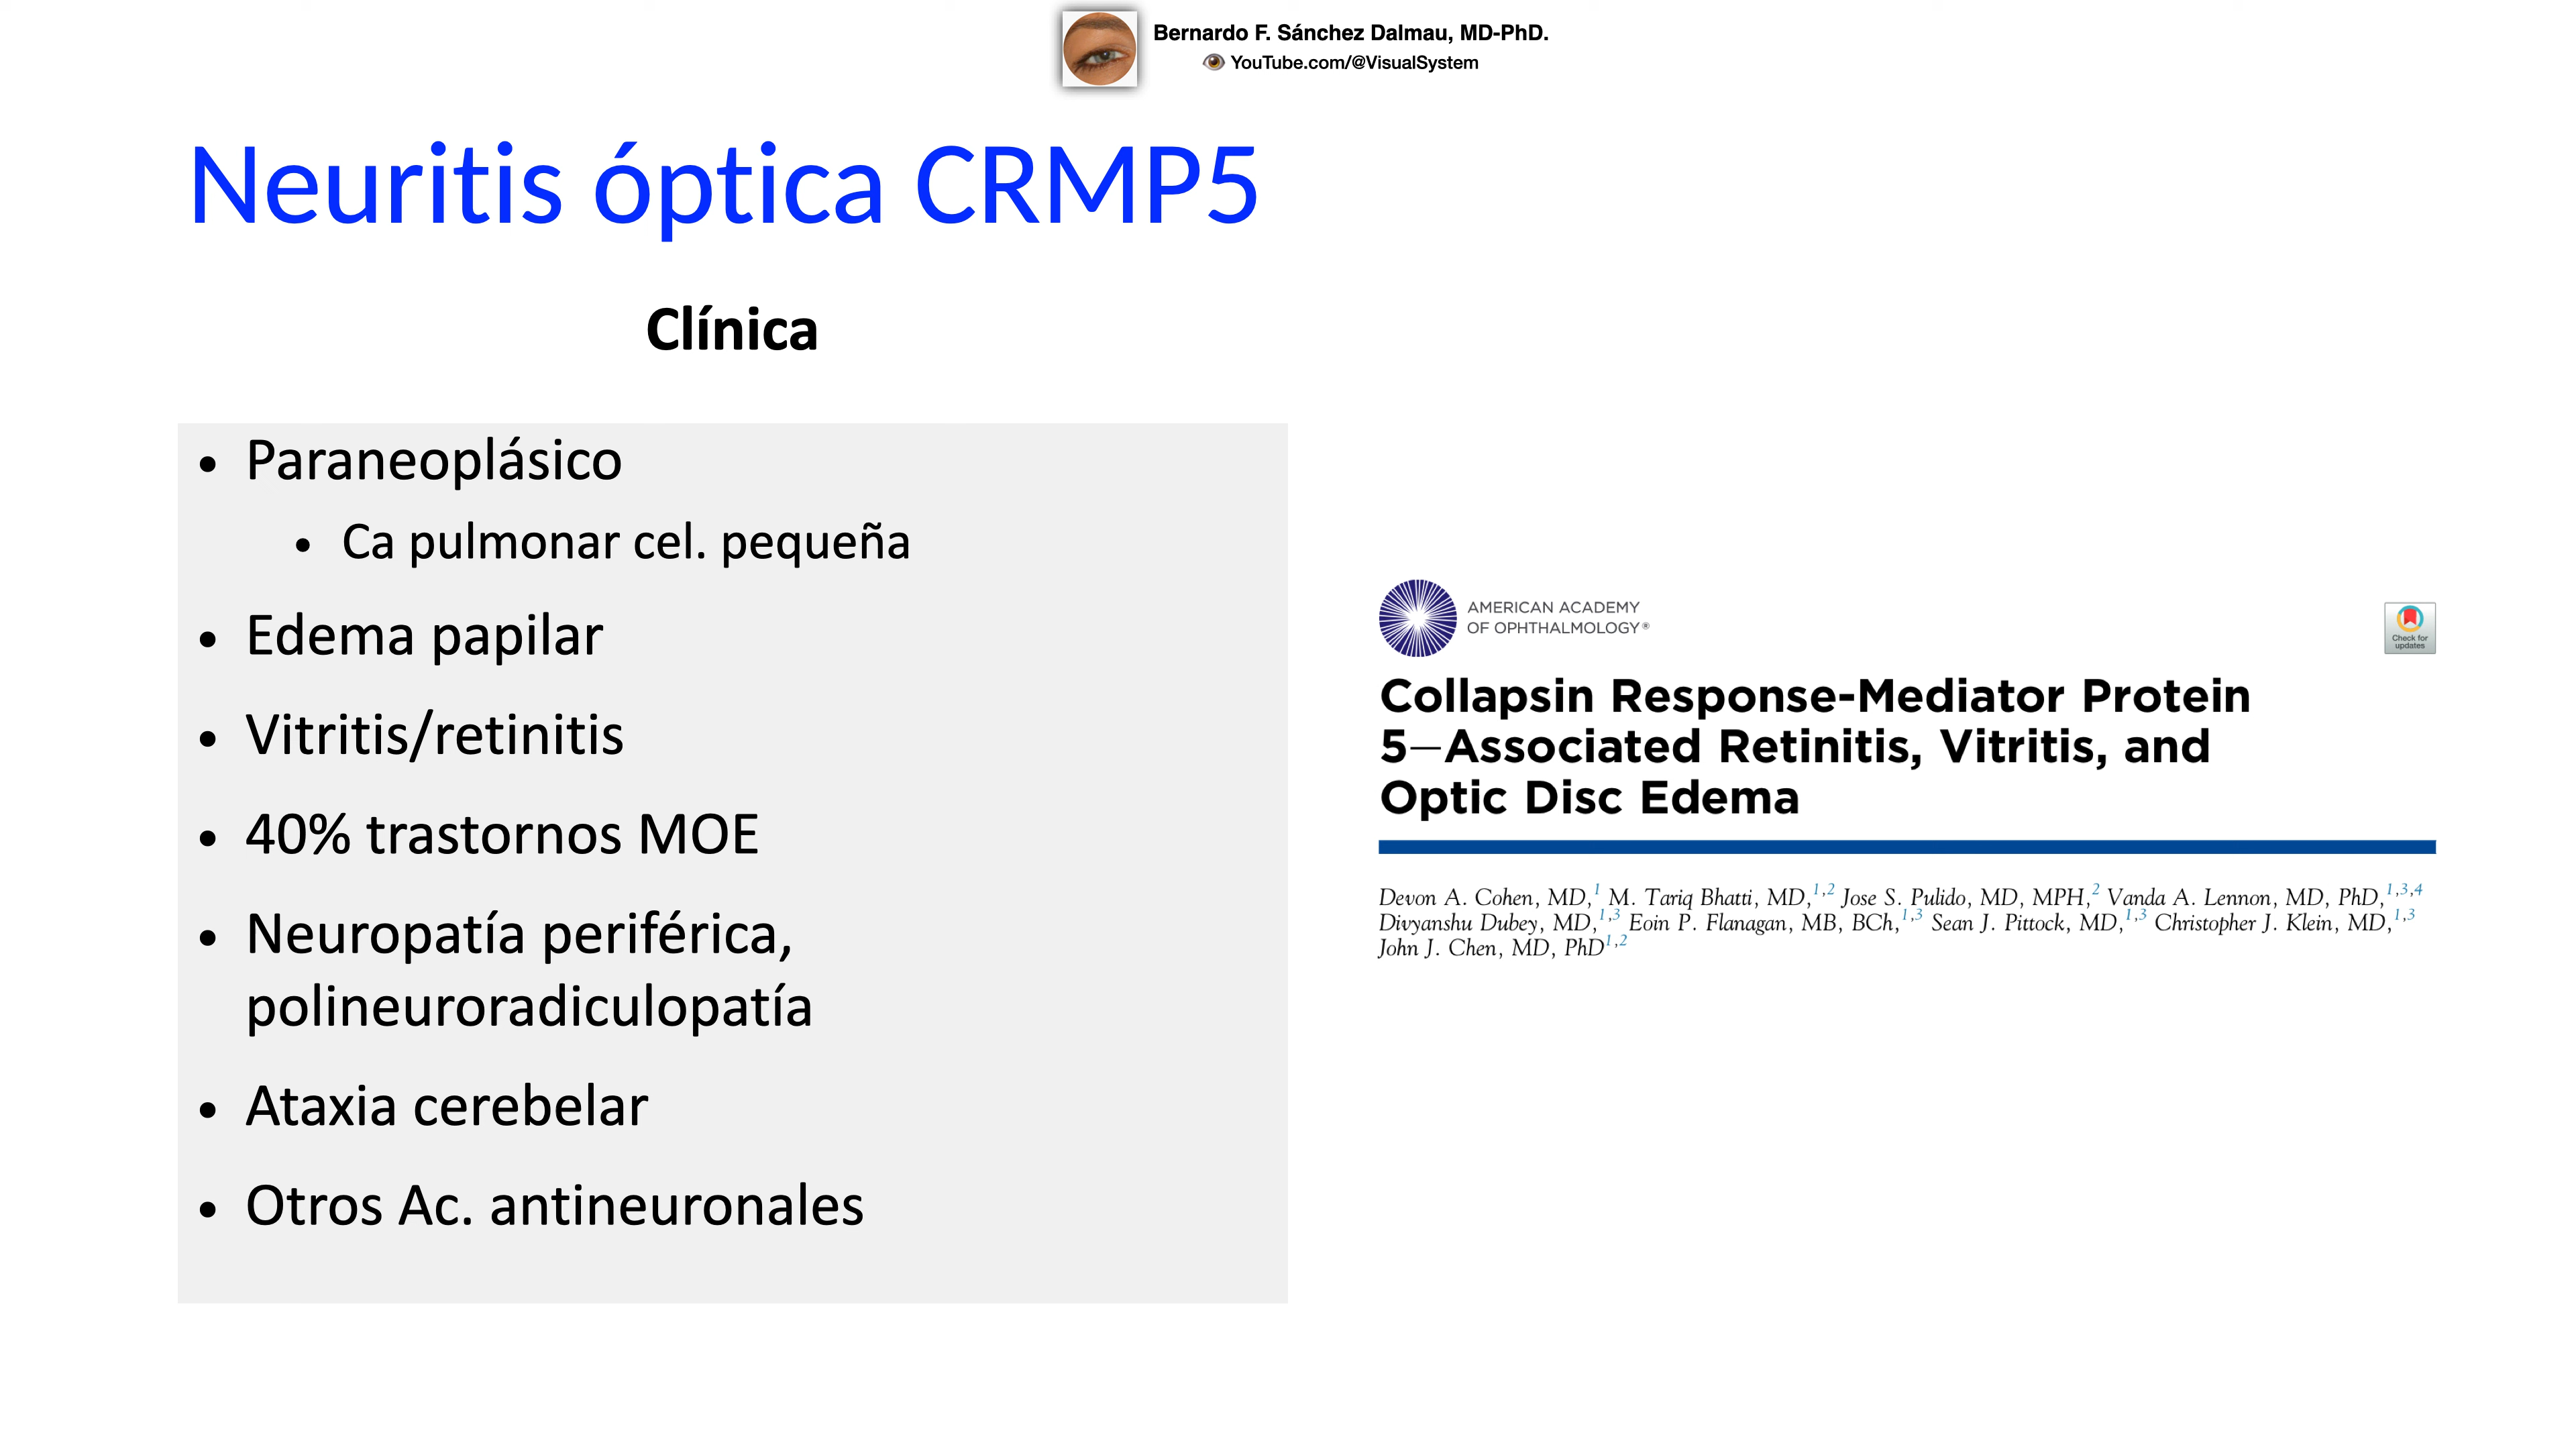 Bernardo F. Sánchez Dalmau, MD-PhD.
YouTube.com/@VisualSystem
Neuritis óptica CRMP5
Clínica
• Paraneoplásico
• Ca pulmonar cel. pequeña
• Edema papilar
• Vitritis/retinitis
• 40% trastornos MOE
• Neuropatía periférica,
polineuroradiculopatía
• Ataxia cerebelar
• Otros Ac. antineuronales
AMERICAN ACADEMY
OF OPHTHALMOLOGY®
Check for
updates
Collapsin Response-Mediator Protein
5–Associated Retinitis, Vitritis, and
Optic Disc Edema
Devon A. Cohen, MD,1 M. Tariq Bhatti, MD,1,2 Jose S. Pulido, MD, MPH,2 Vanda A. Lennon, MD, PhD,1,3,4
Divyanshu Dubey, MD,1,3 Eoin P. Flanagan, MB, BCh,1,3 Sean J. Pittock, MD,1,3 Christopher J. Klein, MD,1,3
John J. Chen, MD, PhD1,2